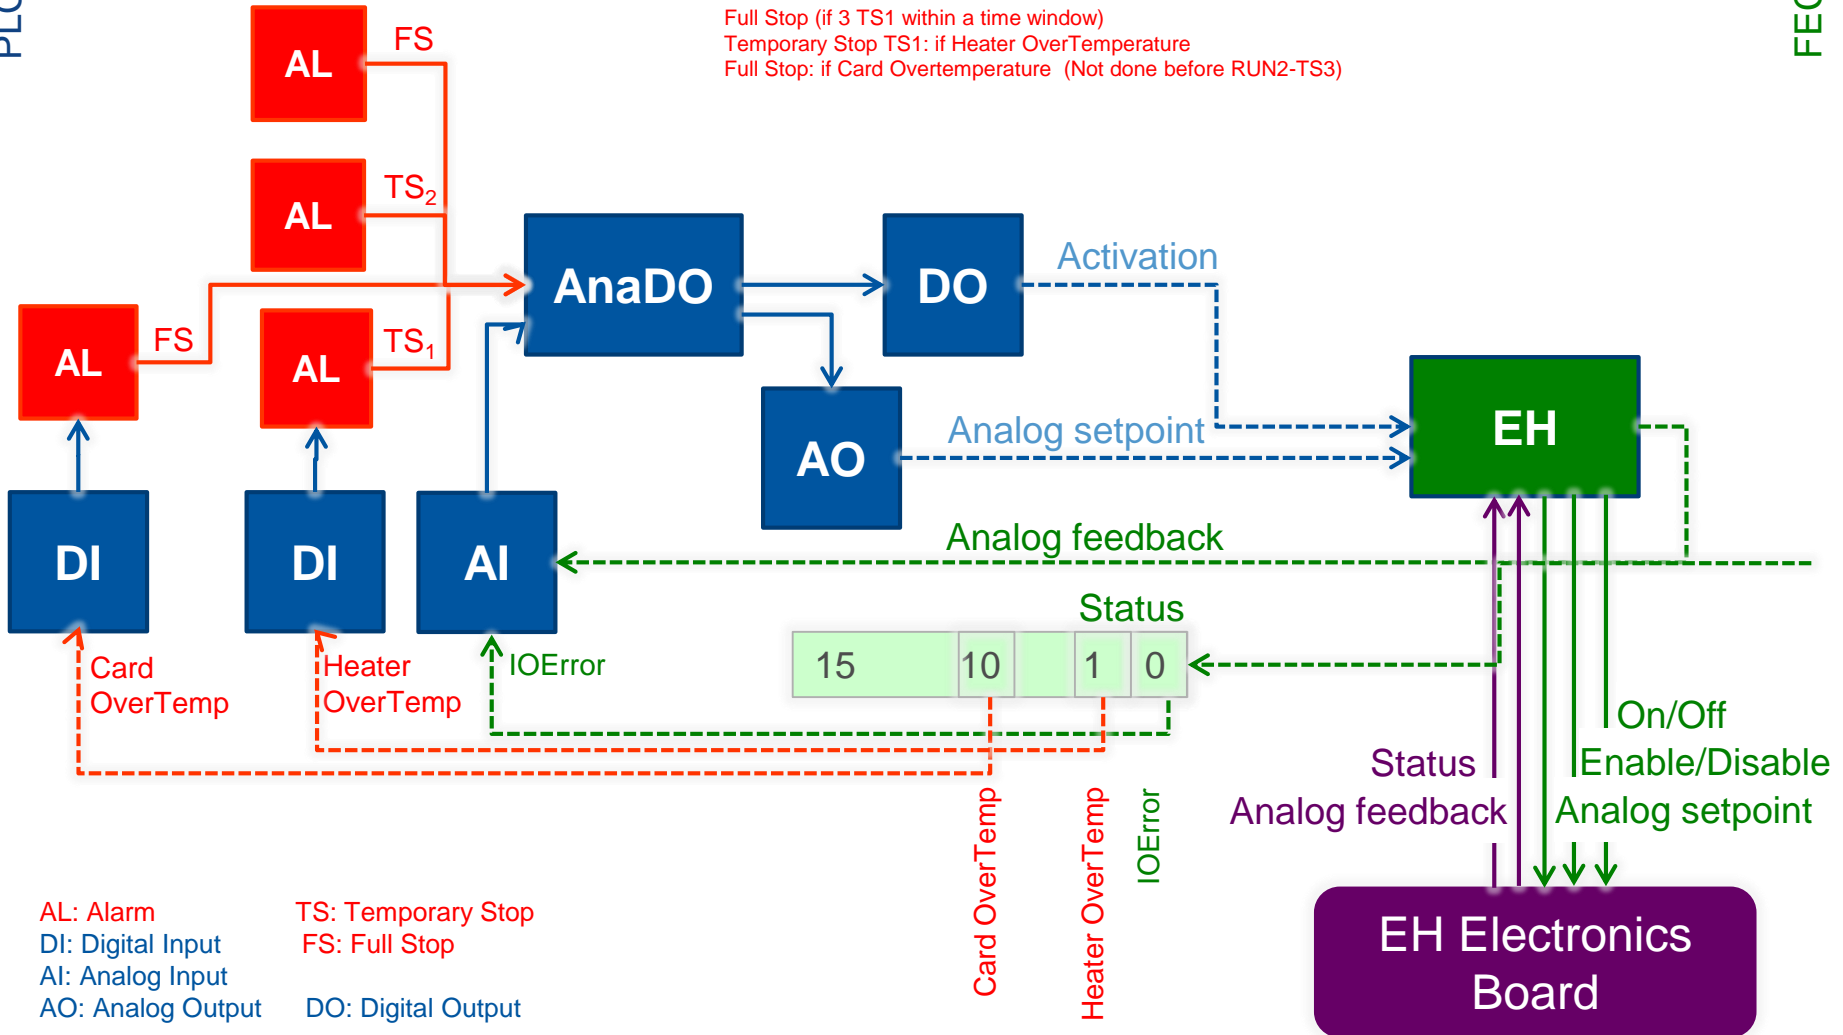 PLC
FEC
Full Stop (if 3 TS1 within a time window)
Temporary Stop TS1: if Heater OverTemperature
Full Stop: if Card Overtemperature (Not done before RUN2-TS3)
AL
FS
AL
TS2
AL
FS
AL
TS1
AnaDO
DO
Activation
AO
Analog setpoint
EH
DI
DI
AI
Analog feedback
Status
15
10
1
0
Card
OverTemp
Heater
OverTemp
IOError
Card OverTemp
Heater OverTemp
IOError
Status
Analog feedback
On/Off
Enable/Disable
Analog setpoint
EH Electronics
Board
AL: Alarm
TS: Temporary Stop
DI: Digital Input
FS: Full Stop
AI: Analog Input
AO: Analog Output
DO: Digital Output